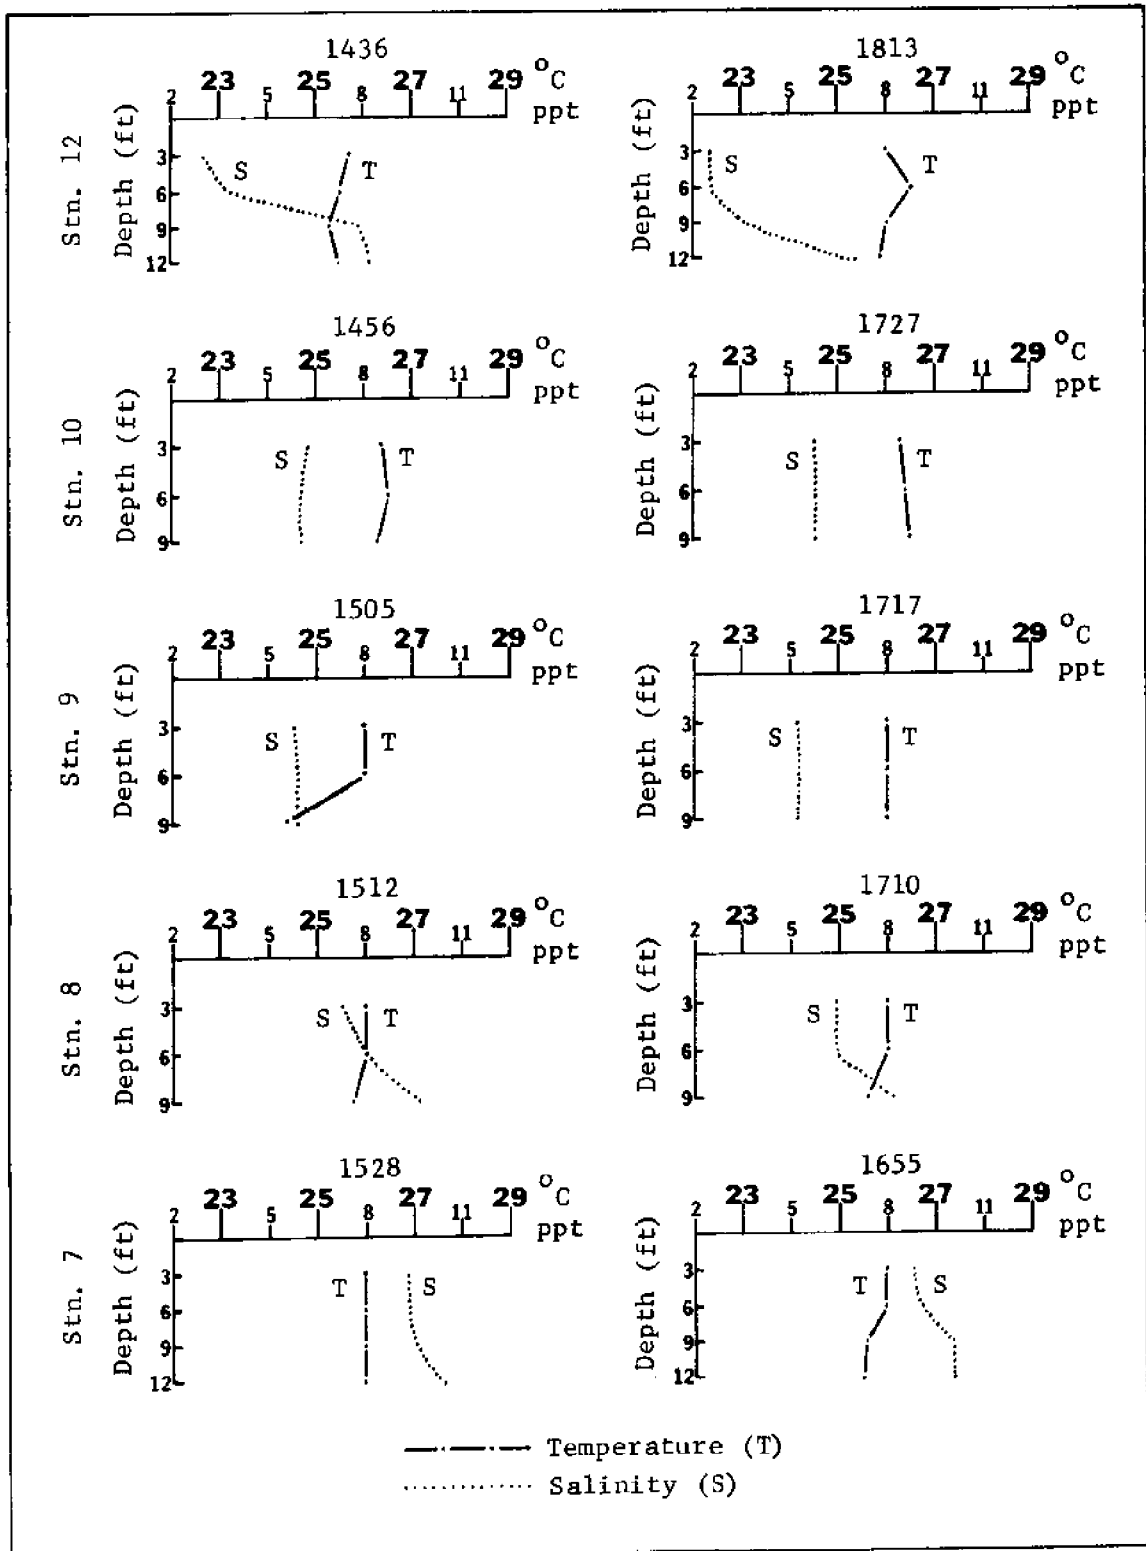 1436 1813
23 25 27 29 °C 23 25 27 29 °C
2 5 8 11 ppt 2 5 8 11 ppt
Stn. 12
Depth (ft) Depth (ft)
3 S T 3 S T
6 6
9 9
12 12
1456 1727
23 25 27 29 °C 23 25 27 29 °C
2 5 8 11 ppt 2 5 8 11 ppt
Stn. 10
Depth (ft) Depth (ft)
3 S T 3 S T
6 6
9 9
1505 1717
23 25 27 29 °C 23 25 27 29 °C
2 5 8 11 ppt 2 5 8 11 ppt
Stn. 9
Depth (ft) Depth (ft)
3 S T 3 S T
6 6
9 9
1512 1710
23 25 27 29 °C 23 25 27 29 °C
2 5 8 11 ppt 2 5 8 11 ppt
Stn. 8
Depth (ft) Depth (ft)
3 S T 3 S T
6 6
9 9
1528 1655
23 25 27 29 °C 23 25 27 29 °C
2 5 8 11 ppt 2 5 8 11 ppt
Stn. 7
Depth (ft) Depth (ft)
3 T S 3 T S
6 6
9 9
12 12
Temperature (T)
Salinity (S)